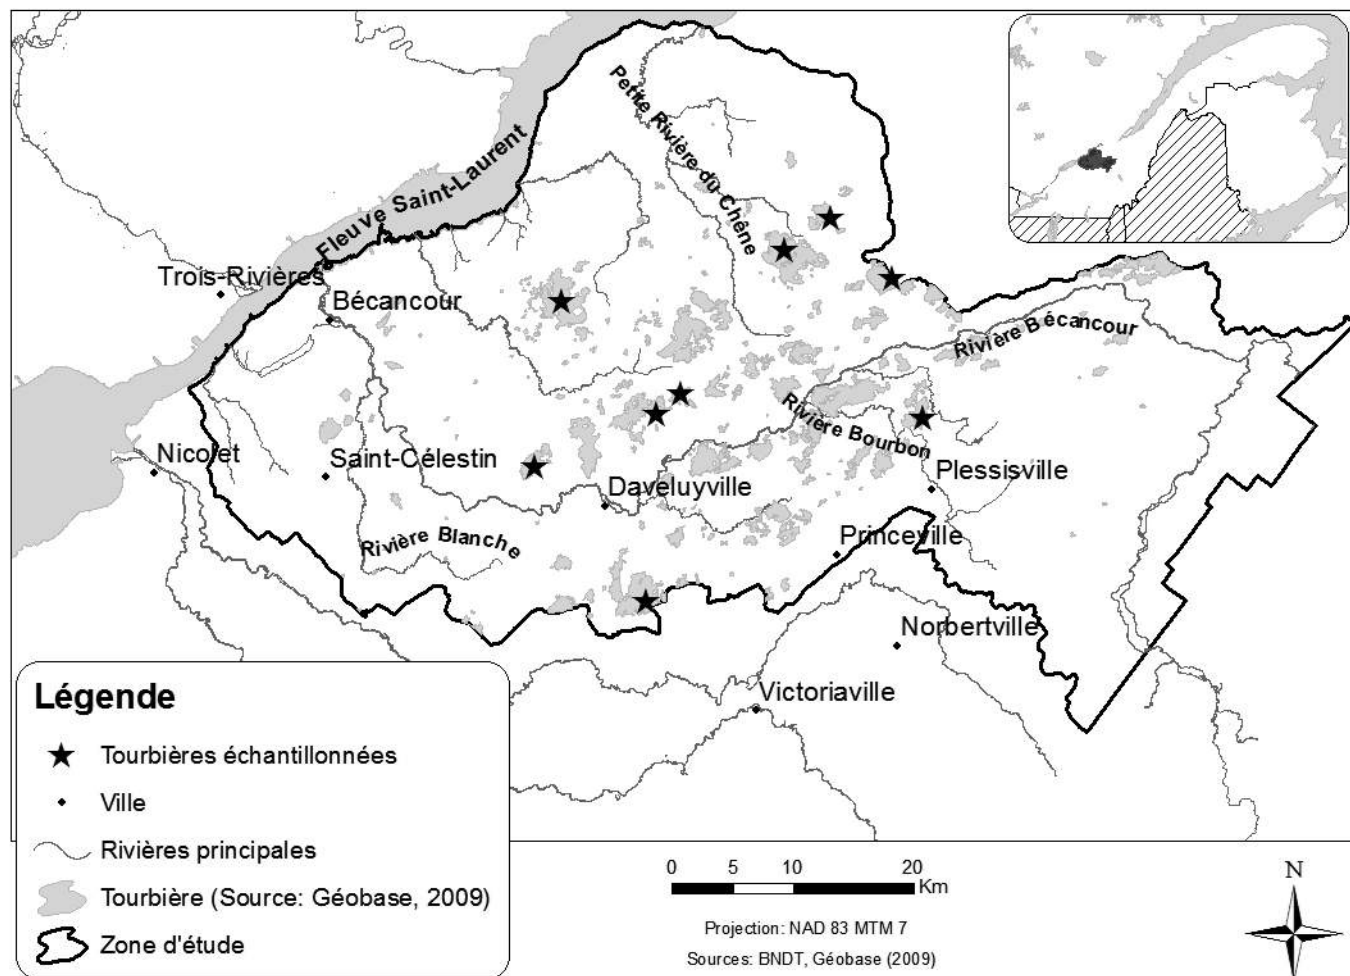 Petite Rivière du Chêne
Fleuve Saint-Laurent
Trois-Rivières
Bécancour
Rivière Bécancour
Rivière Bourbon
Nicolet
Saint-Célestin
Plessisville
Daveluyville
Rivière Blanche
Princeville
Norbertville
Victoriaville
Légende
Tourbières échantillonnées
Ville
Rivières principales
Tourbière (Source: Géobase, 2009)
Zone d'étude
0 5 10 20
Km
Projection: NAD 83 MTM 7
Sources: BNDT, Géobase (2009)
N